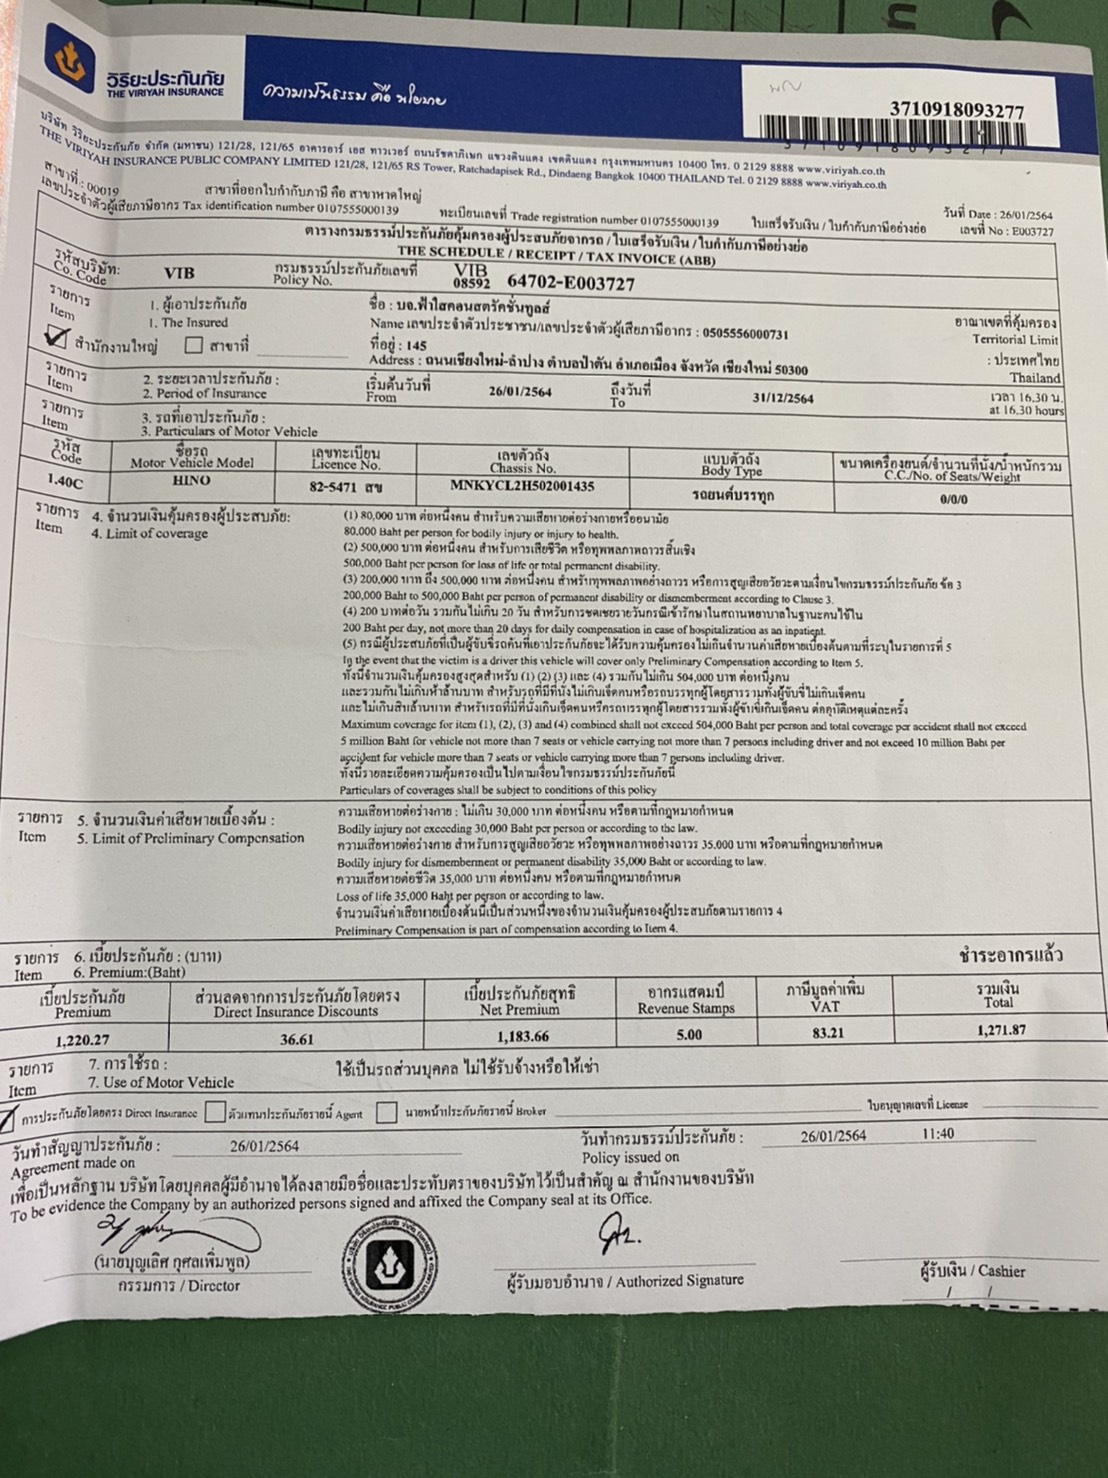 วิริยะประกันภัย
THE VIRIYAH INSURANCE
ความเป็นธรรม คือ นโยบาย
3710918093277
บริษัท วิริยะประกันภัย จำกัด (มหาชน) 121/28, 121/65 อาคารอาร์ เอส ทาวเวอร์ ถนนรัชดาภิเษก แขวงดินแดง เขตดินแดง กรุงเทพมหานคร 10400 โทร. 0 2129 8888 www.viriyah.co.th
THE VIRIYAH INSURANCE PUBLIC COMPANY LIMITED 121/28, 121/65 RS Tower, Ratchadapisek Rd., Dindaeng Bangkok 10400 THAILAND Tel. 0 2129 8888 www.viriyah.co.th
สาขาที่ : 00019 สาขาที่ออกใบกำกับภาษี คือ สาขาหาดใหญ่ วันที่ Date : 26/01/2564
เลขประจำตัวผู้เสียภาษีอากร Tax identification number 0107555000139 ทะเบียนเลขที่ Trade registration number 0107555000139 ใบเสร็จรับเงิน / ใบกำกับภาษีอย่างย่อ เลขที่ No : E003727
ตารางกรมธรรม์ประกันภัยคุ้มครองผู้ประสบภัยจากรถ / ใบเสร็จรับเงิน / ใบกำกับภาษีอย่างย่อ
THE SCHEDULE / RECEIPT / TAX INVOICE (ABB)
รหัสบริษัท: VIB กรมธรรม์ประกันภัยเลขที่ VIB
Co. Code Policy No. 08592 64702-E003727
รายการ 1. ผู้เอาประกันภัย ชื่อ : บจ.ฟ้าใสคอนสตรัคชั่นทูลส์ อาณาเขตที่คุ้มครอง
Item 1. The Insured Name เลขประจำตัวประชาชน/เลขประจำตัวผู้เสียภาษีอากร : 0505556000731 Territorial Limit
สำนักงานใหญ่ สาขาที่ ที่อยู่ : 145 : ประเทศไทย
Address : ถนนเชียงใหม่-ลำปาง ตำบลป่าตัน อำเภอเมือง จังหวัด เชียงใหม่ 50300 Thailand
รายการ 2. ระยะเวลาประกันภัย : เริ่มต้นวันที่ 26/01/2564 ถึงวันที่ 31/12/2564 เวลา 16.30 น.
Item 2. Period of Insurance From To at 16.30 hours
รายการ 3. รถที่เอาประกันภัย :
Item 3. Particulars of Motor Vehicle
รหัส ชื่อรถ เลขทะเบียน เลขตัวถัง แบบตัวถัง ขนาดเครื่องยนต์/จำนวนที่นั่ง/น้ำหนักรวม
Code Motor Vehicle Model Licence No. Chassis No. Body Type C.C./No. of Seats/Weight
1.40C HINO 82-5471 สข MNKYCL2H502001435 รถยนต์บรรทุก 0/0/0
รายการ 4. จำนวนเงินคุ้มครองผู้ประสบภัย: (1) 80,000 บาท ต่อหนึ่งคน สำหรับความเสียหายต่อร่างกายหรืออนามัย
Item 4. Limit of coverage 80,000 Baht per person for bodily injury or injury to health.
(2) 500,000 บาท ต่อหนึ่งคน สำหรับการเสียชีวิต หรือทุพพลภาพถาวรสิ้นเชิง
500,000 Baht per person for loss of life or total permanent disability.
(3) 200,000 บาท ถึง 500,000 บาท ต่อหนึ่งคน สำหรับทุพพลภาพอย่างถาวร หรือการสูญเสียอวัยวะตามเงื่อนไขกรมธรรม์ประกันภัย ข้อ 3
200,000 Baht to 500,000 Baht per person of permanent disability or dismemberment according to Clause 3.
(4) 200 บาทต่อวัน รวมกันไม่เกิน 20 วัน สำหรับการชดเชยรายวันกรณีเข้ารักษาในสถานพยาบาลในฐานะคนไข้ใน
200 Baht per day, not more than 20 days for daily compensation in case of hospitalization as an inpatient.
(5) กรณีผู้ประสบภัยที่เป็นผู้ขับขี่รถคันที่เอาประกันภัยจะได้รับความคุ้มครองไม่เกินจำนวนค่าเสียหายเบื้องต้นตามที่ระบุในรายการที่ 5
In the event that the victim is a driver this vehicle will cover only Preliminary Compensation according to Item 5.
ทั้งนี้จำนวนเงินคุ้มครองสูงสุดสำหรับ (1) (2) (3) และ (4) รวมกันไม่เกิน 504,000 บาท ต่อหนึ่งคน
และรวมกันไม่เกินห้าล้านบาท สำหรับรถที่มีที่นั่งไม่เกินเจ็ดคนหรือรถบรรทุกผู้โดยสารรวมทั้งผู้ขับขี่ไม่เกินเจ็ดคน
และไม่เกินสิบล้านบาท สำหรับรถที่มีที่นั่งเกินเจ็ดคนหรือรถบรรทุกผู้โดยสารรวมทั้งผู้ขับขี่เกินเจ็ดคน ต่ออุบัติเหตุแต่ละครั้ง
Maximum coverage for item (1), (2), (3) and (4) combined shall not exceed 504,000 Baht per person and total coverage per accident shall not exceed
5 million Baht for vehicle not more than 7 seats or vehicle carrying not more than 7 persons including driver and not exceed 10 million Baht per
accident for vehicle more than 7 seats or vehicle carrying more than 7 persons including driver.
ทั้งนี้รายละเอียดความคุ้มครองเป็นไปตามเงื่อนไขกรมธรรม์ประกันภัยนี้
Particulars of coverages shall be subject to conditions of this policy
รายการ 5. จำนวนเงินค่าเสียหายเบื้องต้น : ความเสียหายต่อร่างกาย : ไม่เกิน 30,000 บาท ต่อหนึ่งคน หรือตามที่กฎหมายกำหนด
Item 5. Limit of Preliminary Compensation Bodily injury not exceeding 30,000 Baht per person or according to the law.
ความเสียหายต่อร่างกาย สำหรับการสูญเสียอวัยวะ หรือทุพพลภาพอย่างถาวร 35,000 บาท หรือตามที่กฎหมายกำหนด
Bodily injury for dismemberment or permanent disability 35,000 Baht or according to law.
ความเสียหายต่อชีวิต 35,000 บาท ต่อหนึ่งคน หรือตามที่กฎหมายกำหนด
Loss of life 35,000 Baht per person or according to law.
จำนวนเงินค่าเสียหายเบื้องต้นนี้เป็นส่วนหนึ่งของจำนวนเงินคุ้มครองผู้ประสบภัยตามรายการ 4
Preliminary Compensation is part of compensation according to Item 4.
รายการ 6. เบี้ยประกันภัย : (บาท) ชำระอากรแล้ว
Item 6. Premium:(Baht)
เบี้ยประกันภัย ส่วนลดจากการประกันภัยโดยตรง เบี้ยประกันภัยสุทธิ อากรแสตมป์ ภาษีมูลค่าเพิ่ม รวมเงิน
Premium Direct Insurance Discounts Net Premium Revenue Stamps VAT Total
1,220.27 36.61 1,183.66 5.00 83.21 1,271.87
รายการ 7. การใช้รถ : ใช้เป็นรถส่วนบุคคล ไม่ใช้รับจ้างหรือให้เช่า
Item 7. Use of Motor Vehicle
การประกันภัยโดยตรง Direct Insurance ตัวแทนประกันภัยรายนี้ Agent นายหน้าประกันภัยรายนี้ Broker ใบอนุญาตเลขที่ License
วันทำสัญญาประกันภัย : 26/01/2564 วันทำกรมธรรม์ประกันภัย : 26/01/2564 11:40
Agreement made on Policy issued on
เพื่อเป็นหลักฐาน บริษัทโดยบุคคลผู้มีอำนาจได้ลงลายมือชื่อและประทับตราของบริษัทไว้เป็นสำคัญ ณ สำนักงานของบริษัท
To be evidence the Company by an authorized persons signed and affixed the Company seal at its Office.
(นายบุญเลิศ กุศลเพิ่มพูล)
กรรมการ / Director ผู้รับมอบอำนาจ / Authorized Signature ผู้รับเงิน / Cashier
/ /